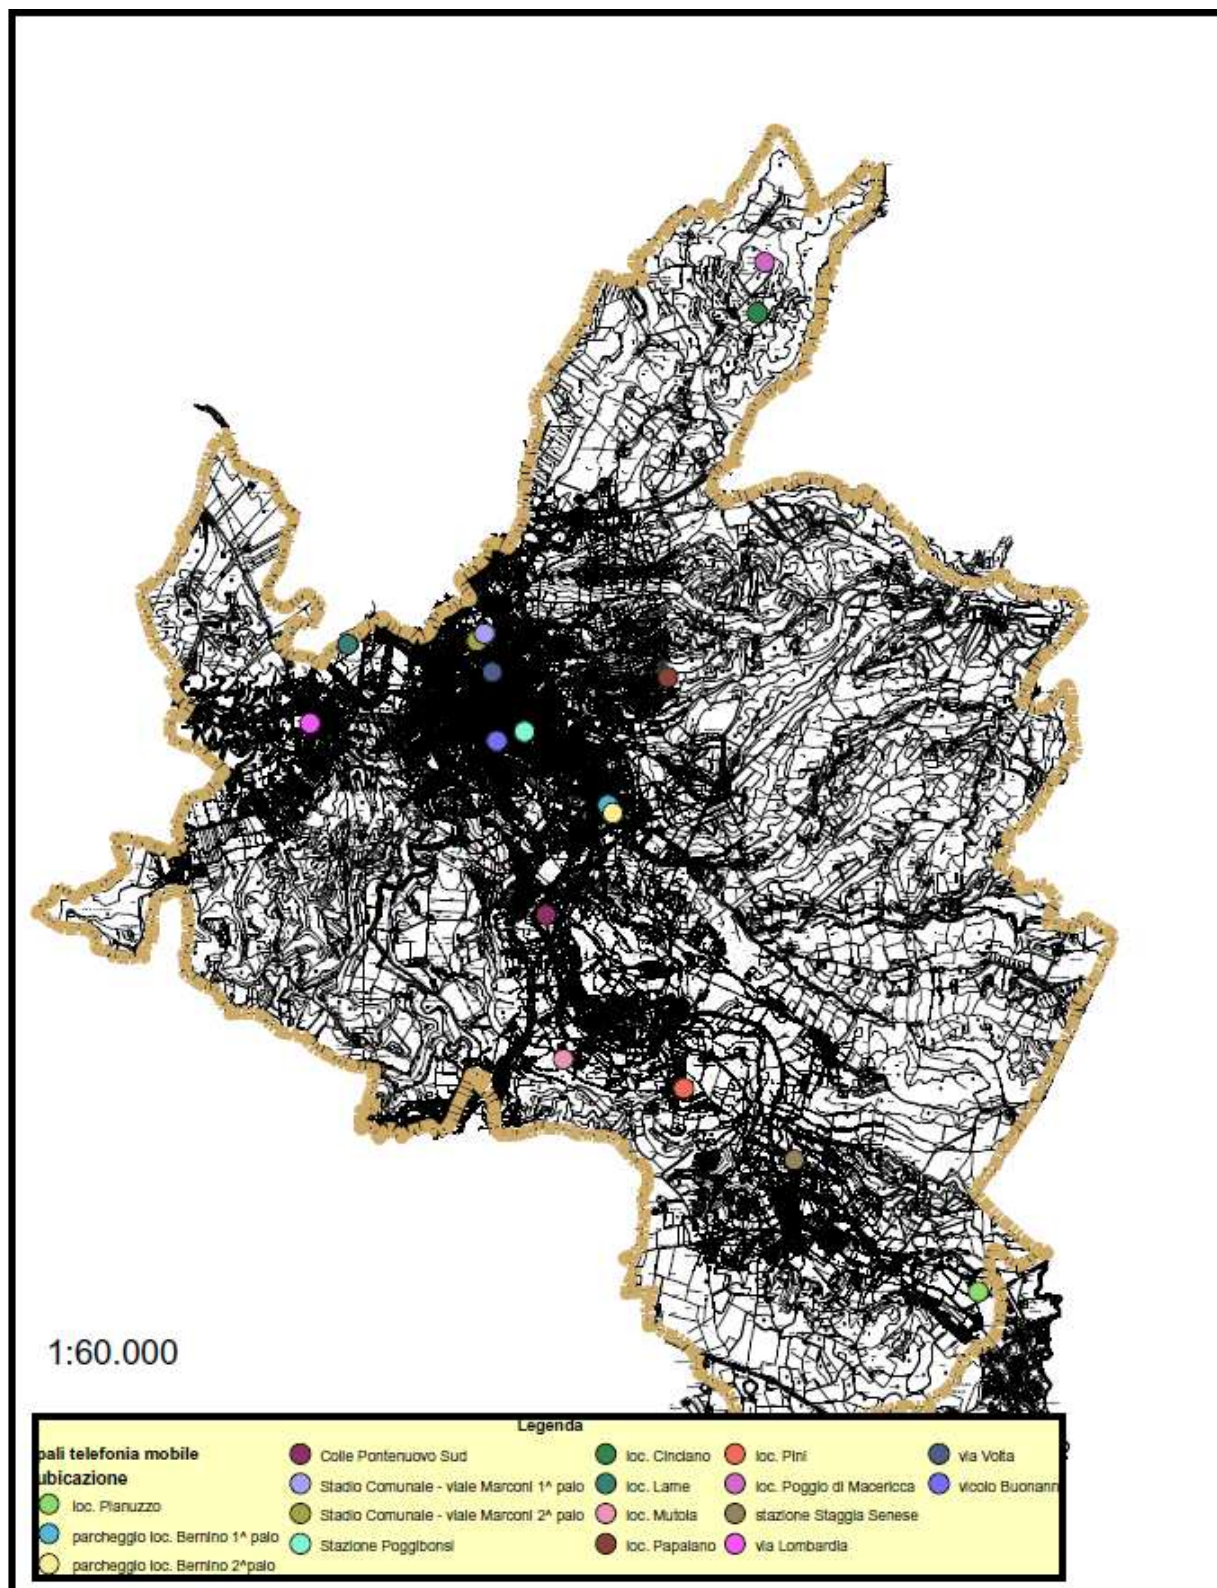 1:60.000
Legenda
pali telefonia mobile
ubicazione
loc. Pianuzzo
parcheggio loc. Bernino 1^ palo
parcheggio loc. Bernino 2^palo
Colle Pontenuovo Sud
Stadio Comunale - viale Marconi 1^ palo
Stadio Comunale - viale Marconi 2^ palo
Stazione Poggibonsi
loc. Cinciano
loc. Lame
loc. Mutola
loc. Papaiano
loc. Pini
loc. Poggio di Macericca
stazione Staggia Senese
via Lombardia
via Volta
vicolo Buonanni